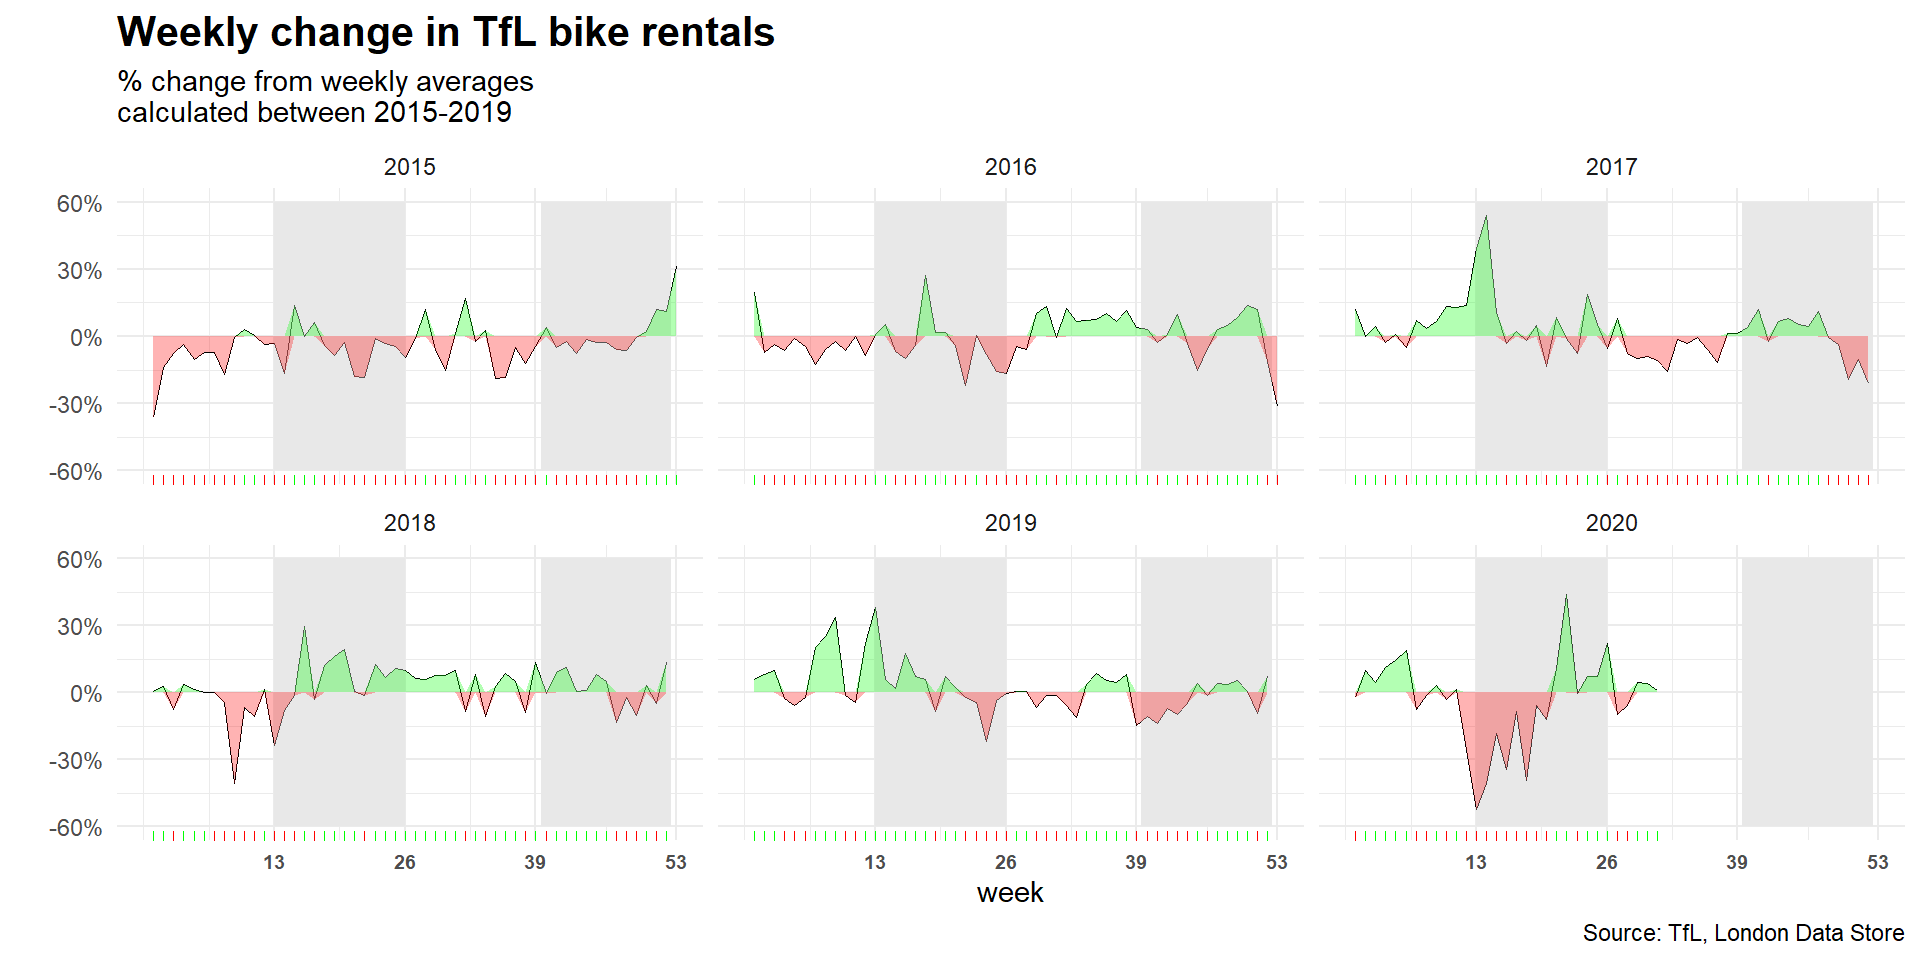 Weekly change in TfL bike rentals
% change from weekly averages
calculated between 2015-2019
2015 2016 2017
60%
30%
0%
-30%
-60%
2018 2019 2020
60%
30%
0%
-30%
-60%
13 26 39 53 13 26 39 53 13 26 39 53
week
Source: TfL, London Data Store